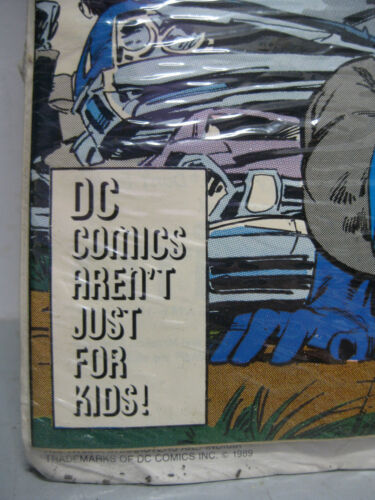 DC
COMICS
AREN'T
JUST
FOR
KIDS!
TRADEMARKS OF DC COMICS INC. © 1989